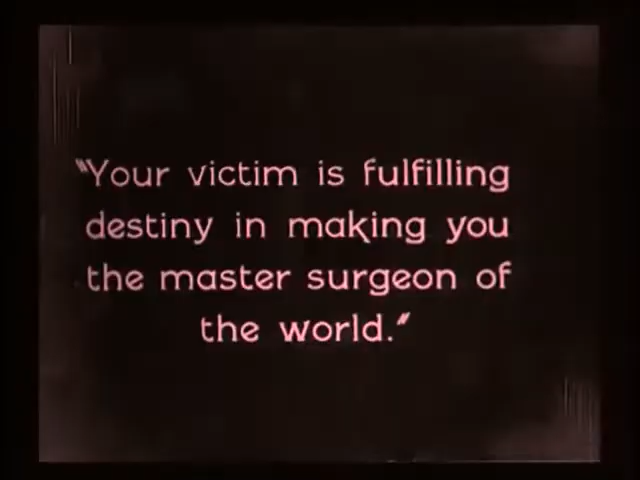 "Your victim is fulfilling
destiny in making you
the master surgeon of
the world."